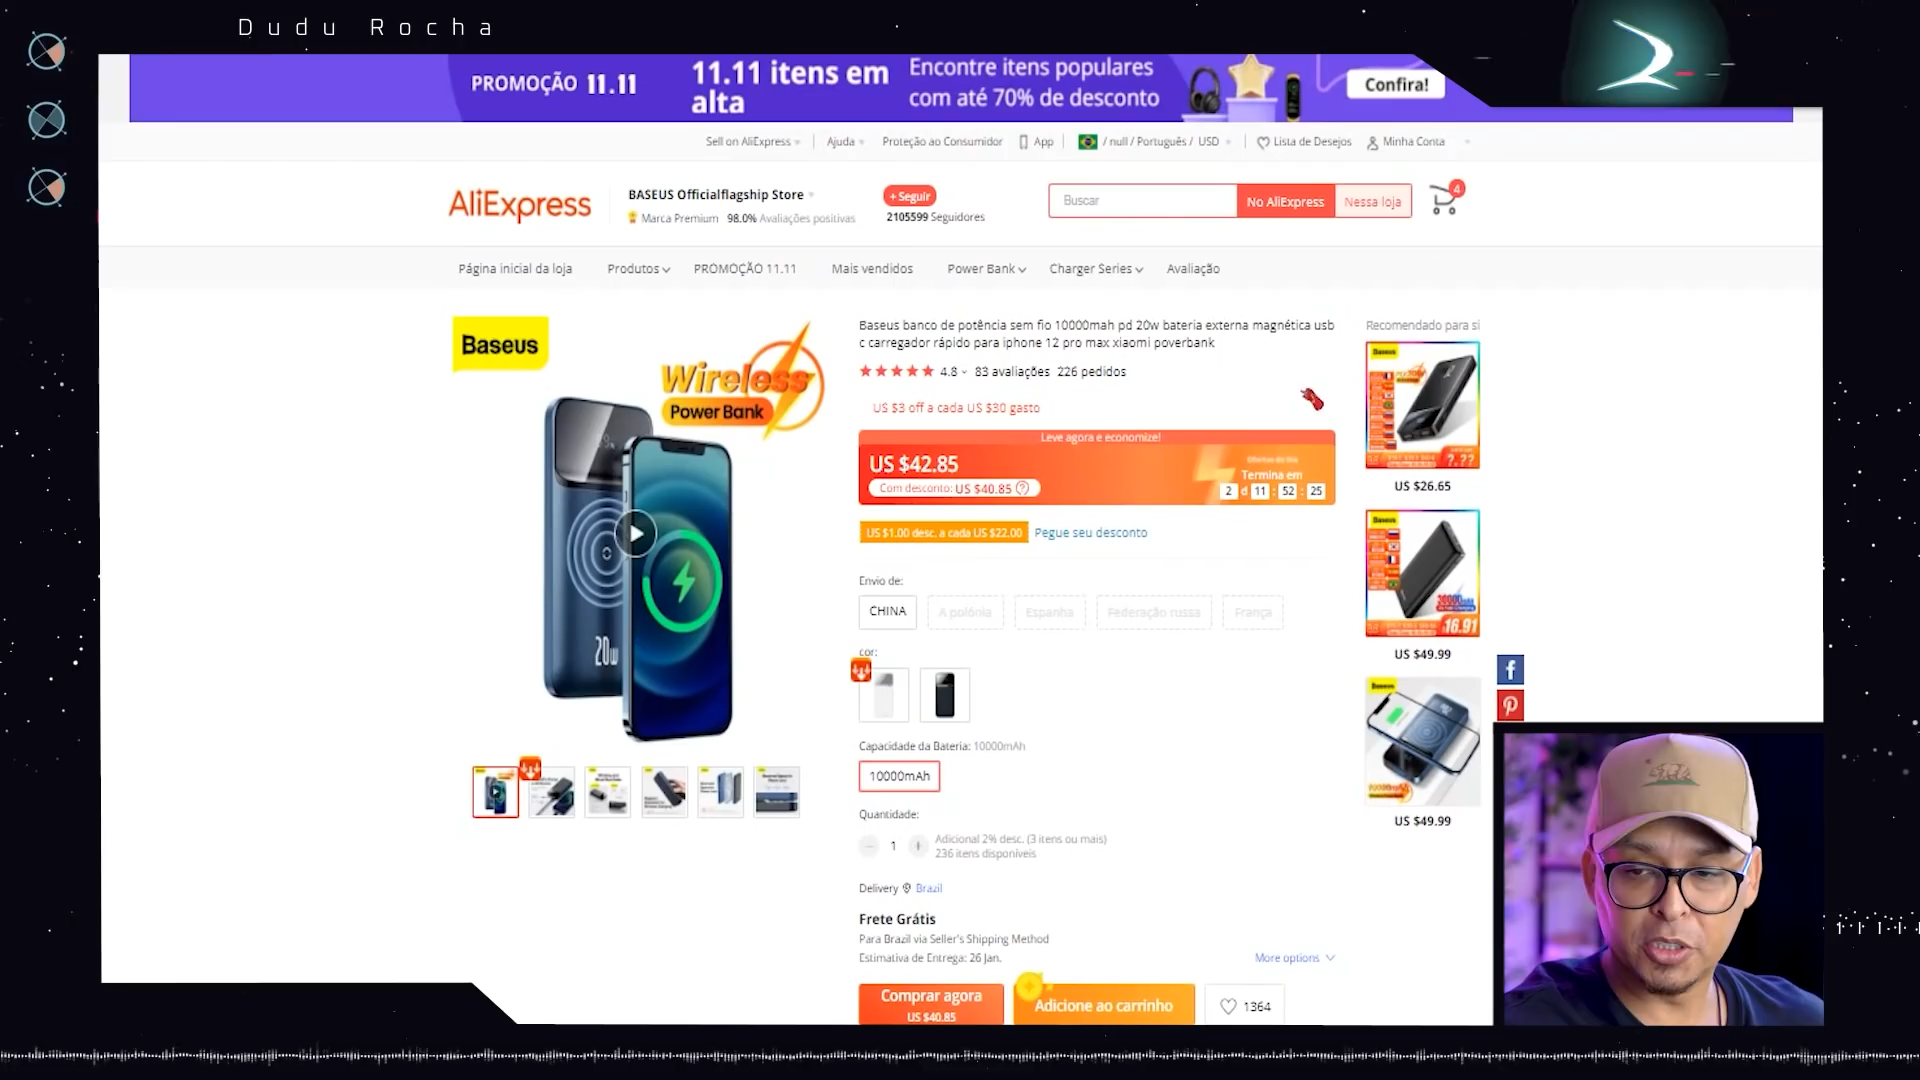 Dudu Rocha
PROMOÇÃO 11.11
11.11 itens em alta
Encontre itens populares
com até 70% de desconto
Confira!
Sell on AliExpress
Ajuda
Proteção ao Consumidor
App
/ null / Português / USD
Lista de Desejos
Minha Conta
AliExpress
BASEUS Officialflagship Store
Marca Premium 98.0% Avaliações positivas
+ Seguir
2105599 Seguidores
Buscar
No AliExpress
Nessa loja
4
Página inicial da loja
Produtos
PROMOÇÃO 11.11
Mais vendidos
Power Bank
Charger Series
Avaliação
Baseus
Wireless
Power Bank
20w
Baseus banco de potência sem fio 10000mah pd 20w bateria externa magnética usb
c carregador rápido para iphone 12 pro max xiaomi poverbank
4.8 83 avaliações 226 pedidos
US $3 off a cada US $30 gasto
Leve agora e economize!
US $42.85
Com desconto: US $40.85
Termina em
2 d 11 : 52 : 25
US $1.00 desc. a cada US $22.00 Pegue seu desconto
Envio de:
CHINA
A polónia
Espanha
Federação russa
França
cor:
Capacidade da Bateria: 10000mAh
10000mAh
Quantidade:
1
Adicional 2% desc. (3 itens ou mais)
236 itens disponíveis
Delivery Brazil
Frete Grátis
Para Brazil via Seller's Shipping Method
Estimativa de Entrega: 26 Jan.
More options
Comprar agora
US $40.85
Adicione ao carrinho
1364
Recomendado para si
Baseus
?.??
US $26.65
Baseus
30000mAh
16.91
US $49.99
Baseus
US $49.99